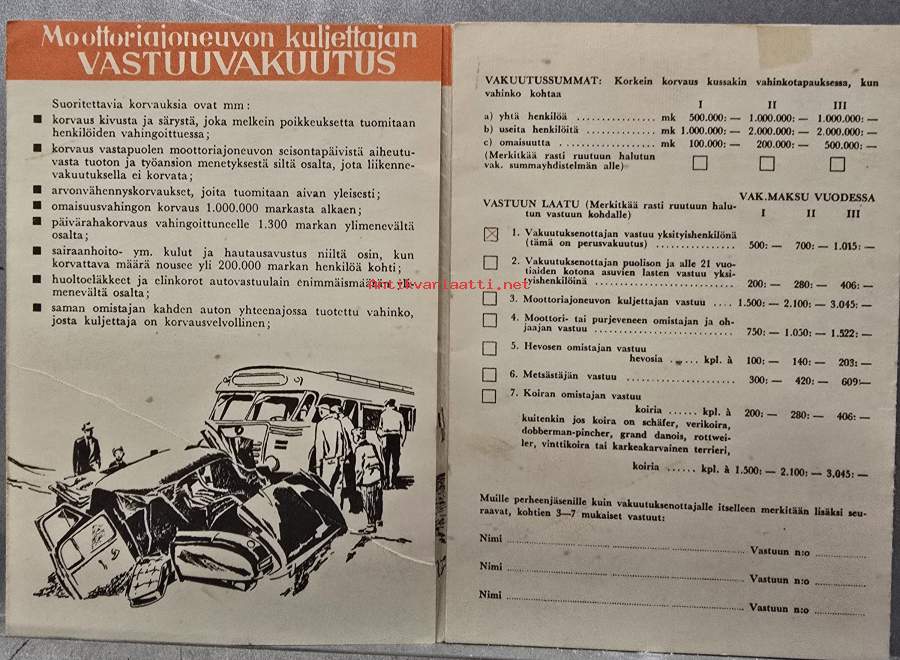 Moottoriajoneuvon kuljettajan
VASTUUVAKUUTUS
Suoritettavia korvauksia ovat mm:
■ korvaus kivusta ja särystä, joka melkein poikkeuksetta tuomitaan
henkilöiden vahingoittuessa;
■ korvaus vastapuolen moottoriajoneuvon seisontapäivistä aiheutu-
vasta tuoton ja työansion menetyksestä siltä osalta, jota liikenne-
vakuutuksella ei korvata;
■ arvonvähennyskorvaukset, joita tuomitaan aivan yleisesti;
■ omaisuusvahingon korvaus 1.000.000 markasta alkaen;
■ päivärahakorvaus vahingoittuneelle 1.300 markan ylimenevältä
osalta;
■ sairaanhoito- ym. kulut ja hautausavustus niiltä osin, kun
korvattava määrä nousee yli 200.000 markan henkilöä kohti;
■ huoltoeläkkeet ja elinkorot autovastuulain enimmäismäärän yli-
menevältä osalta;
■ saman omistajan kahden auton yhteenajossa tuotettu vahinko,
josta kuljettaja on korvausvelvollinen;
Antikvariaatti.net
VAKUUTUSSUMMAT: Korkein korvaus kussakin vahinkotapauksessa, kun
vahinko kohtaa
I II III
a) yhtä henkilöä ................ mk 500.000: — 1.000.000: — 1.000.000: —
b) useita henkilöitä ............ mk 1.000.000: — 2.000.000: — 2.000.000: —
c) omaisuutta ................... mk 100.000: — 200.000: — 500.000: —
(Merkitkää rasti ruutuun halutun
vak. summayhdistelmän alle)
VAK.MAKSU VUODESSA
VASTUUN LAATU (Merkitkää rasti ruutuun halu-
tun vastuun kohdalle) I II III
1. Vakuutuksenottajan vastuu yksityishenkilönä
(tämä on perusvakuutus) ................ 500: — 700: — 1.015: —
2. Vakuutuksenottajan puolison ja alle 21 vuo-
tiaiden kotona asuvien lasten vastuu yksi-
tyishenkilöinä ................ 200: — 280: — 406: —
3. Moottoriajoneuvon kuljettajan vastuu .... 1.500: — 2.100: — 3.045: —
4. Moottori- tai purjeveneen omistajan ja oh-
jaajan vastuu ................ 750: — 1.050: — 1.522: —
5. Hevosen omistajan vastuu
hevosia ...... kpl. à 100: — 140: — 203: —
6. Metsästäjän vastuu ................ 300: — 420: — 609: —
7. Koiran omistajan vastuu
koiria ...... kpl. à 200: — 280: — 406: —
kuitenkin jos koira on schäfer, verikoira,
dobberman-pincher, grand danois, rottwei-
ler, vinttikoira tai karkeakarvainen terrieri,
koiria ...... kpl. à 1.500: — 2.100: — 3.045: —
Muille perheenjäsenille kuin vakuutuksenottajalle itselleen merkitään lisäksi seu-
raavat, kohtien 3—7 mukaiset vastuut:
Nimi ................ Vastuun n:o ........
Nimi ................ Vastuun n:o ........
Nimi ................ Vastuun n:o ........